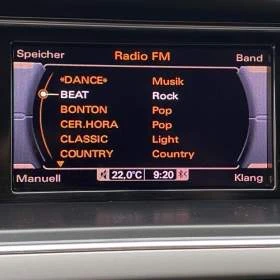 Speicher Radio FM Band
*DANCE* Musik
BEAT Rock
BONTON Pop
CER.HORA Pop
CLASSIC Light
COUNTRY Country
Manuell 22,0°C 9:20 Klang